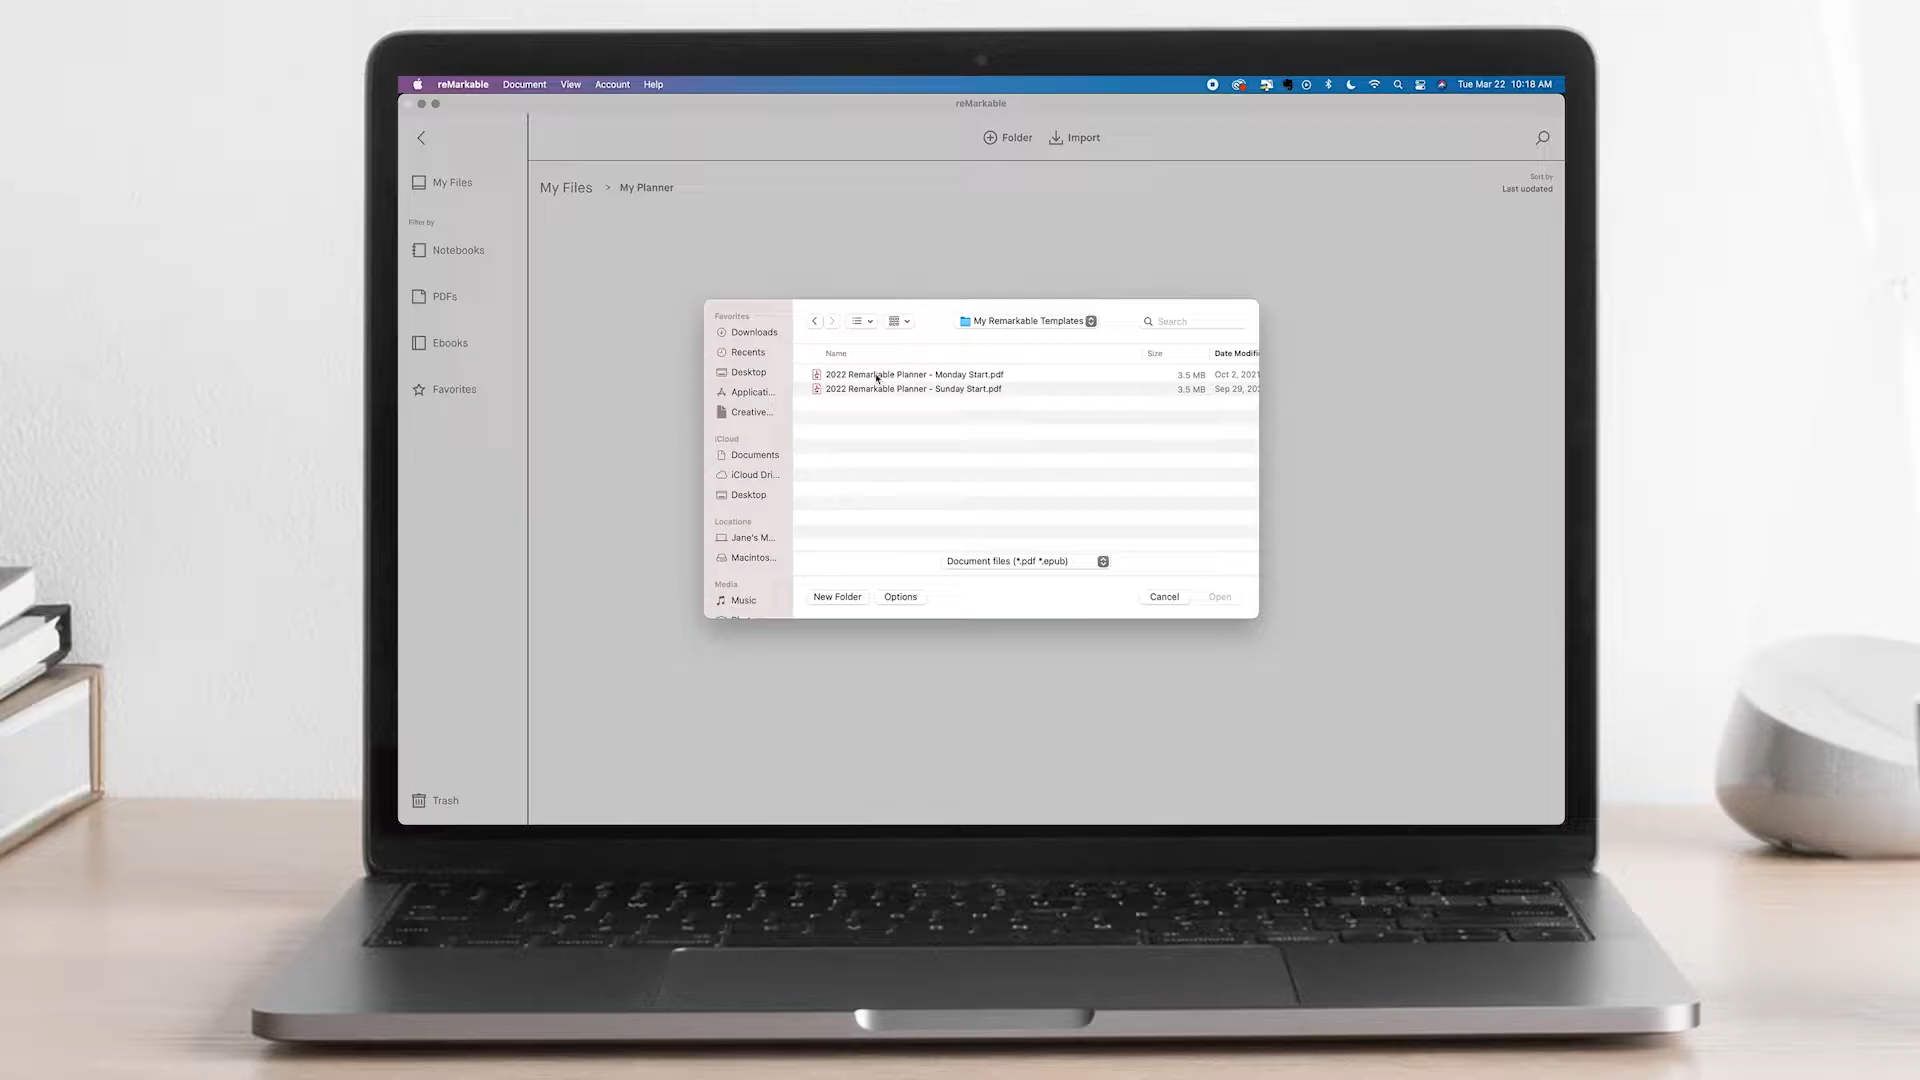 reMarkable Document View Account Help Tue Mar 22 10:18 AM
reMarkable
Folder Import
My Files
My Files > My Planner
Sort by
Last updated
Filter by
Notebooks
PDFs
Ebooks
Favorites
Trash
Favorites
Downloads
Recents
Desktop
Applicati...
Creative...
iCloud
Documents
iCloud Dri...
Desktop
Locations
Jane's M...
Macintos...
Media
Music
My Remarkable Templates
Search
Name Size Date Modifi
2022 Remarkable Planner - Monday Start.pdf 3.5 MB Oct 2, 2021
2022 Remarkable Planner - Sunday Start.pdf 3.5 MB Sep 29, 202
Document files (*.pdf *.epub)
New Folder Options Cancel Open